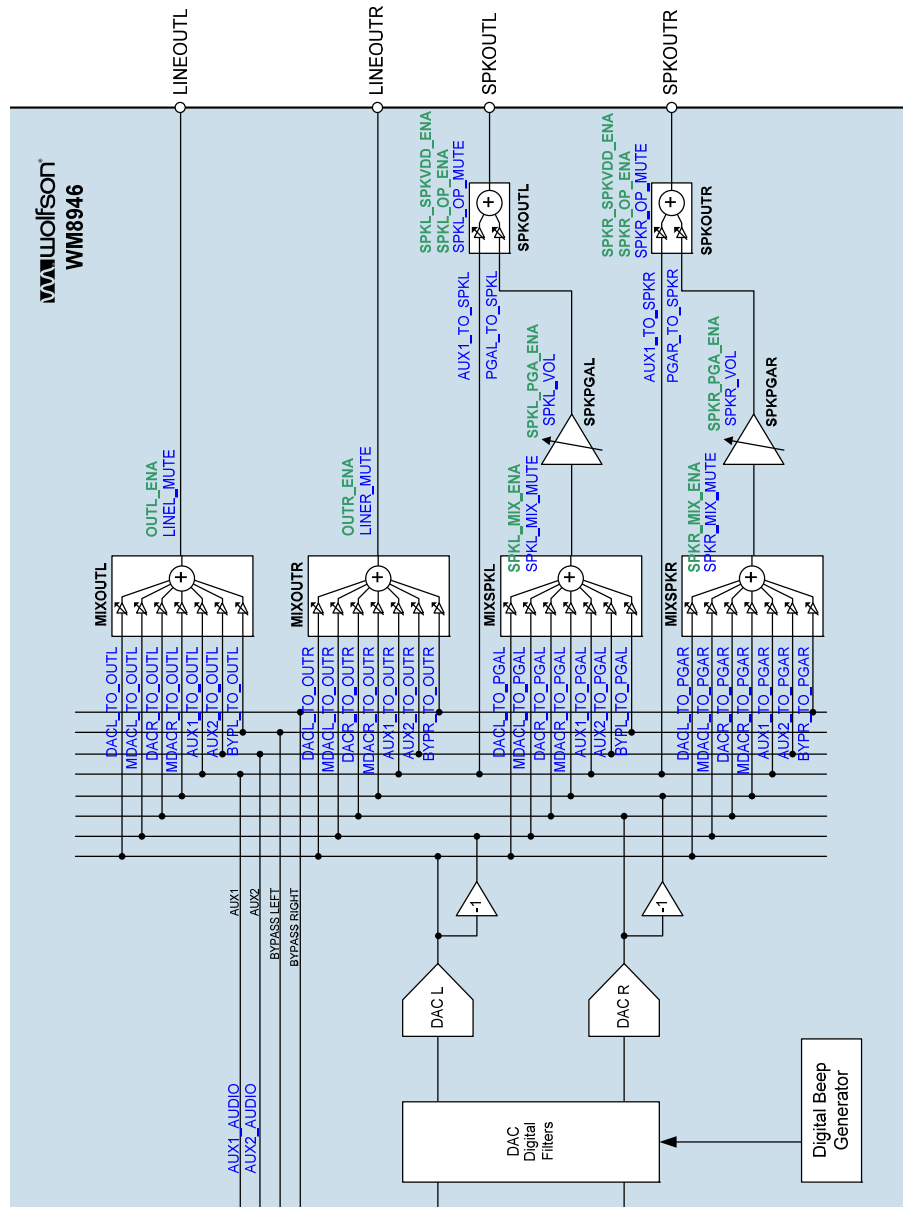 wolfson®
WM8946
LINEOUTL
LINEOUTR
SPKOUTL
SPKOUTR
SPKL_SPKVDD_ENA
SPKL_OP_ENA
SPKL_OP_MUTE
+
SPKOUTL
SPKR_SPKVDD_ENA
SPKR_OP_ENA
SPKR_OP_MUTE
+
SPKOUTR
AUX1_TO_SPKL
PGAL_TO_SPKL
AUX1_TO_SPKR
PGAR_TO_SPKR
SPKL_PGA_ENA
SPKL_VOL
SPKPGAL
SPKR_PGA_ENA
SPKR_VOL
SPKPGAR
OUTL_ENA
LINEL_MUTE
OUTR_ENA
LINER_MUTE
SPKL_MIX_ENA
SPKL_MIX_MUTE
SPKR_MIX_ENA
SPKR_MIX_MUTE
MIXOUTL
+
MIXOUTR
+
MIXSPKL
+
MIXSPKR
+
DACL_TO_OUTL
MDACL_TO_OUTL
DACR_TO_OUTL
MDACR_TO_OUTL
AUX1_TO_OUTL
AUX2_TO_OUTL
BYPL_TO_OUTL
DACL_TO_OUTR
MDACL_TO_OUTR
DACR_TO_OUTR
MDACR_TO_OUTR
AUX1_TO_OUTR
AUX2_TO_OUTR
BYPR_TO_OUTR
DACL_TO_PGAL
MDACL_TO_PGAL
DACR_TO_PGAL
MDACR_TO_PGAL
AUX1_TO_PGAL
AUX2_TO_PGAL
BYPL_TO_PGAL
DACL_TO_PGAR
MDACL_TO_PGAR
DACR_TO_PGAR
MDACR_TO_PGAR
AUX1_TO_PGAR
AUX2_TO_PGAR
BYPR_TO_PGAR
AUX1
AUX2
BYPASS LEFT
BYPASS RIGHT
-1
-1
DAC L
DAC R
AUX1_AUDIO
AUX2_AUDIO
DAC
Digital
Filters
Digital Beep
Generator